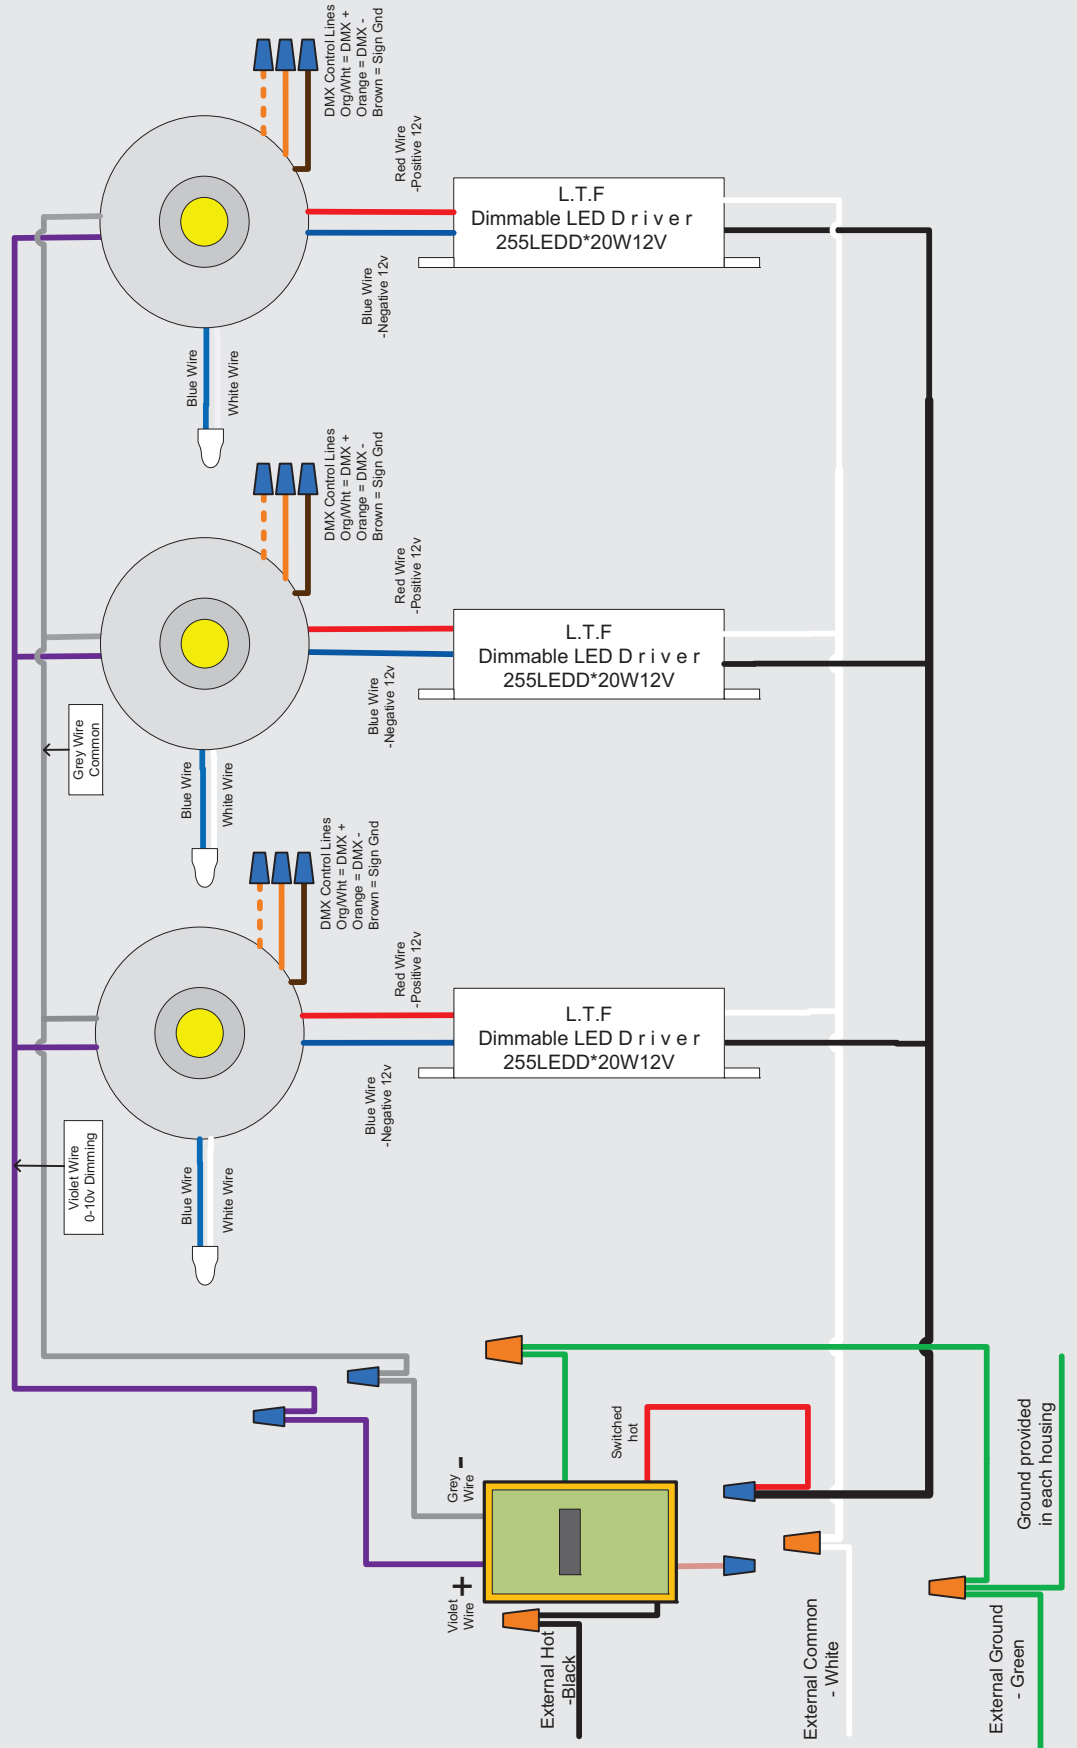 DMX Control Lines
Org/Wht = DMX +
Orange = DMX -
Brown = Sign Gnd
Red Wire
-Positive 12v
Blue Wire
-Negative 12v
L.T.F
Dimmable LED D r i v e r
255LEDD*20W12V
Blue Wire
White Wire
DMX Control Lines
Org/Wht = DMX +
Orange = DMX -
Brown = Sign Gnd
Red Wire
-Positive 12v
Blue Wire
-Negative 12v
L.T.F
Dimmable LED D r i v e r
255LEDD*20W12V
Grey Wire
Common
Blue Wire
White Wire
DMX Control Lines
Org/Wht = DMX +
Orange = DMX -
Brown = Sign Gnd
Red Wire
-Positive 12v
Blue Wire
-Negative 12v
L.T.F
Dimmable LED D r i v e r
255LEDD*20W12V
Violet Wire
0-10v Dimming
Blue Wire
White Wire
Switched
hot
Grey
Wire
-
Violet
Wire
+
Ground provided
in each housing
External Hot
-Black
External Common
- White
External Ground
- Green